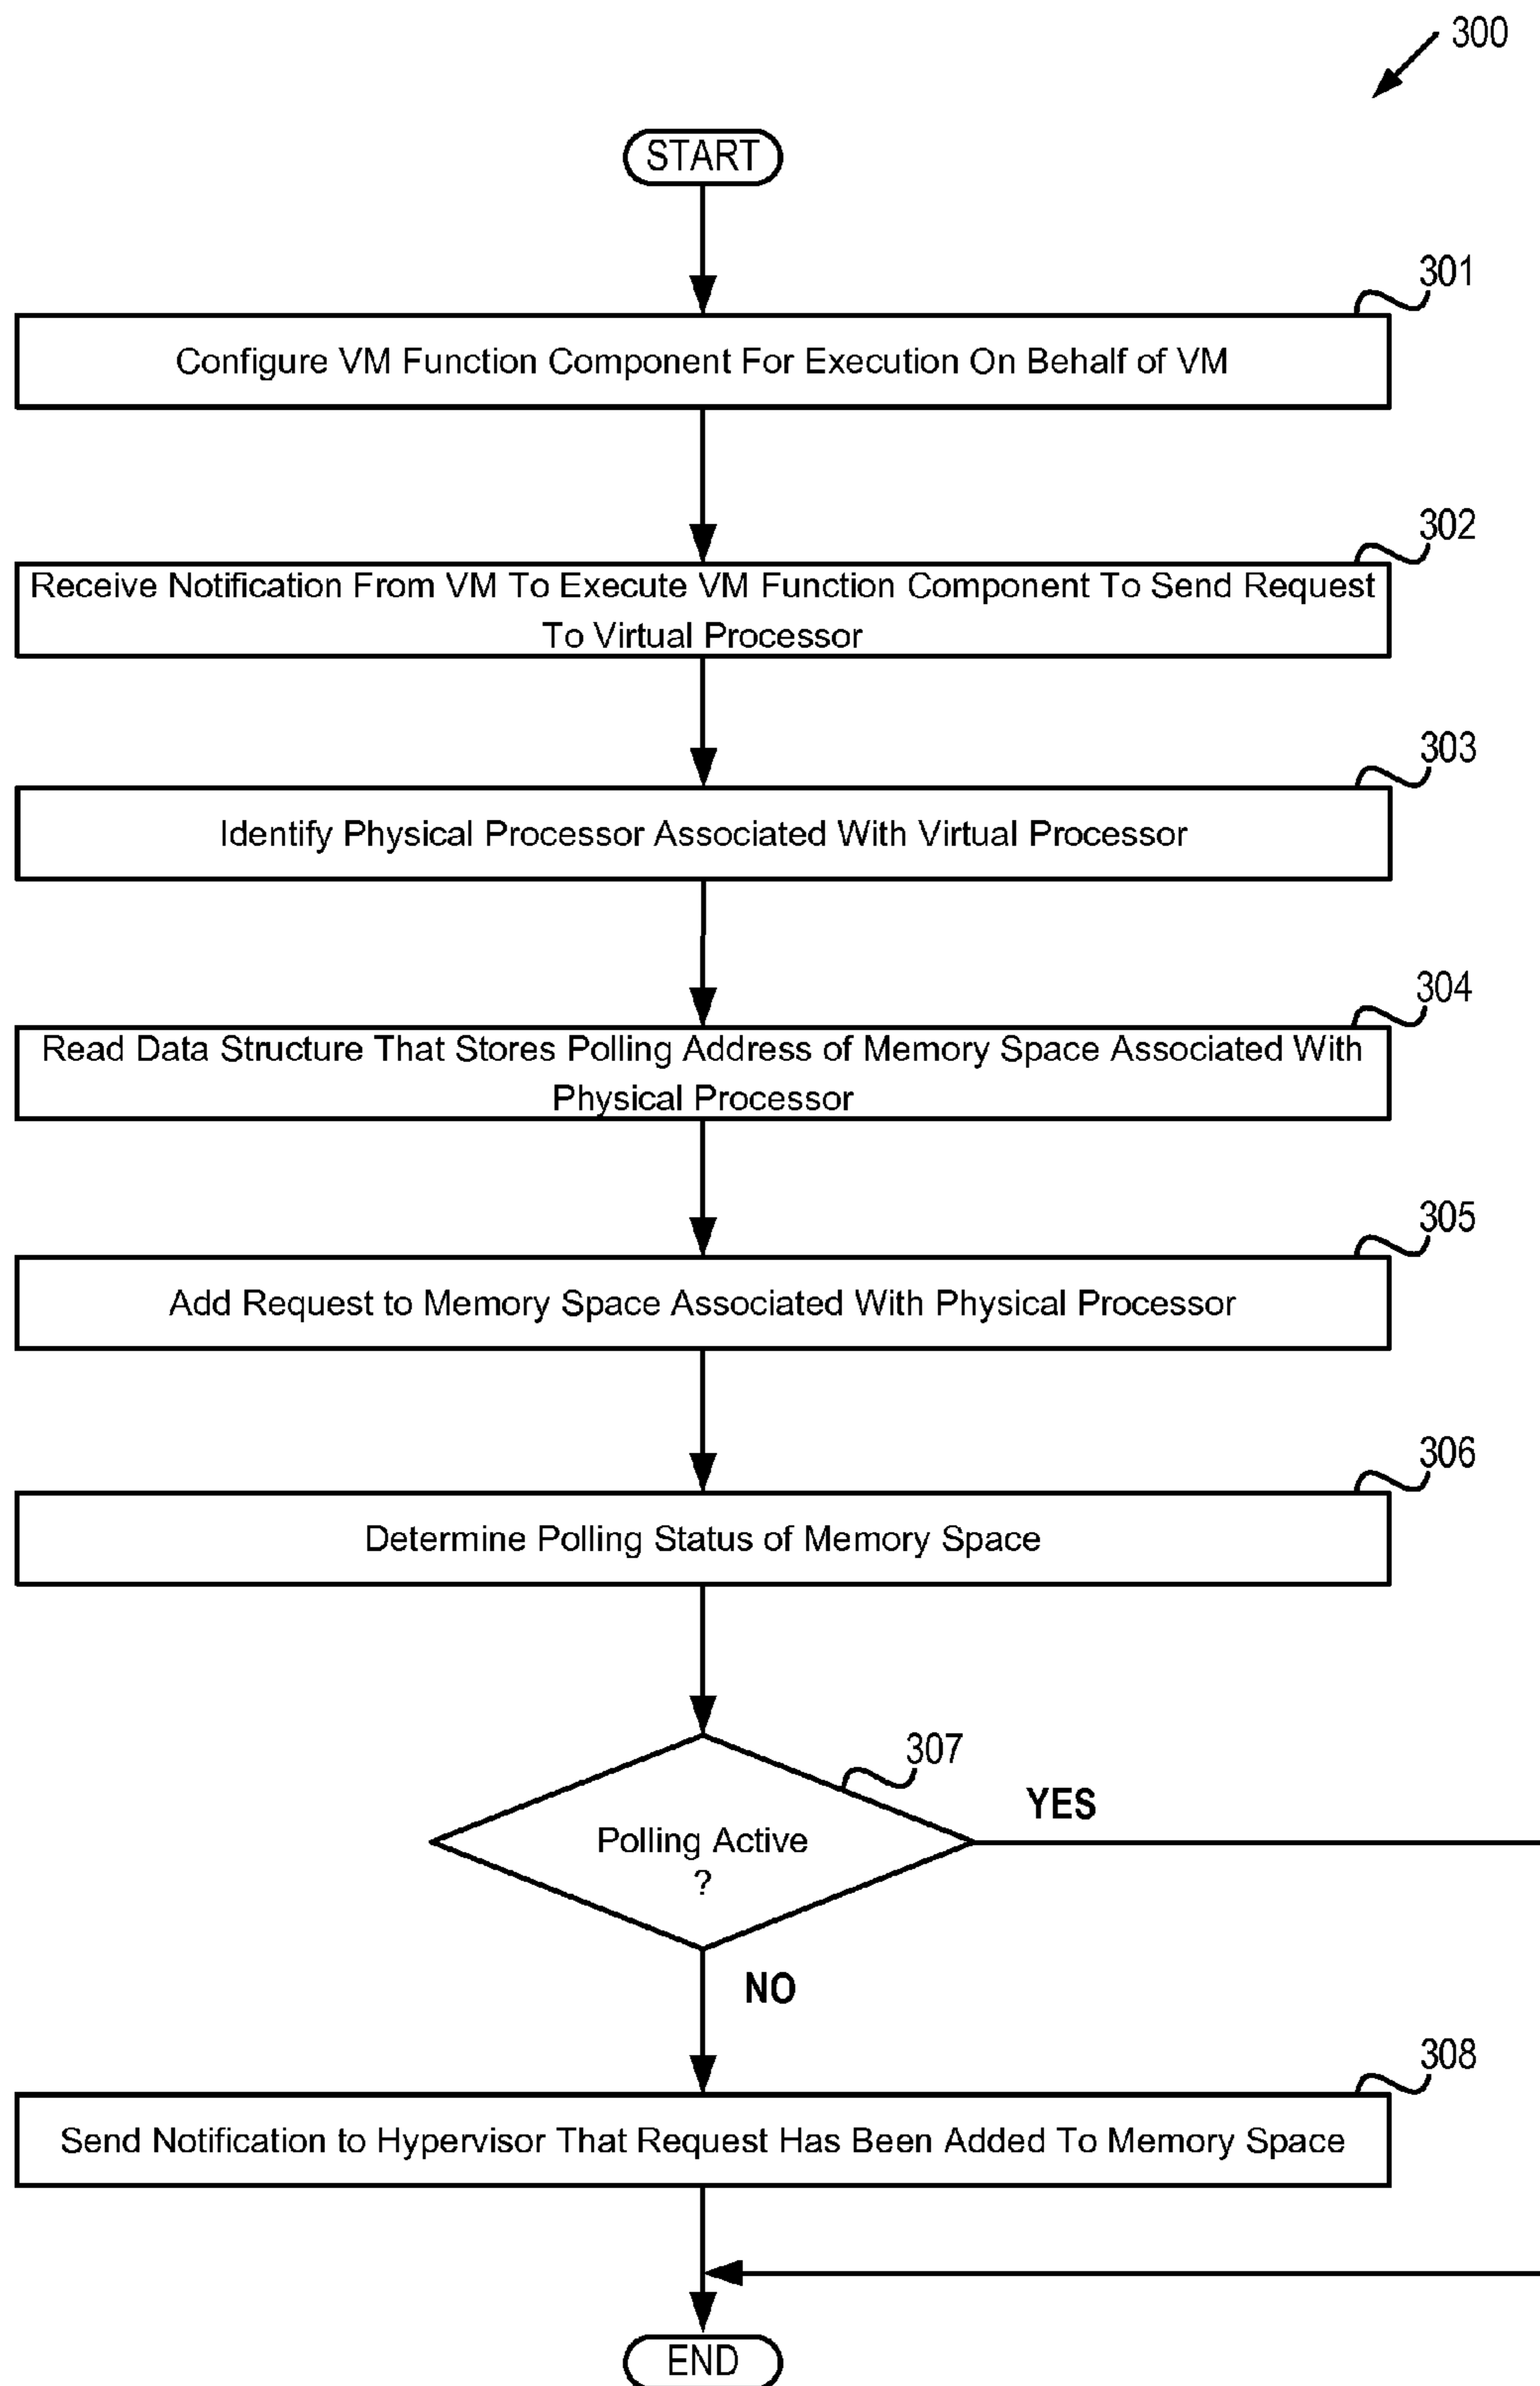 300
START
301
Configure VM Function Component For Execution On Behalf of VM
302
Receive Notification From VM To Execute VM Function Component To Send Request
To Virtual Processor
303
Identify Physical Processor Associated With Virtual Processor
304
Read Data Structure That Stores Polling Address of Memory Space Associated With
Physical Processor
305
Add Request to Memory Space Associated With Physical Processor
306
Determine Polling Status of Memory Space
307
YES
Polling Active
?
NO
308
Send Notification to Hypervisor That Request Has Been Added To Memory Space
END